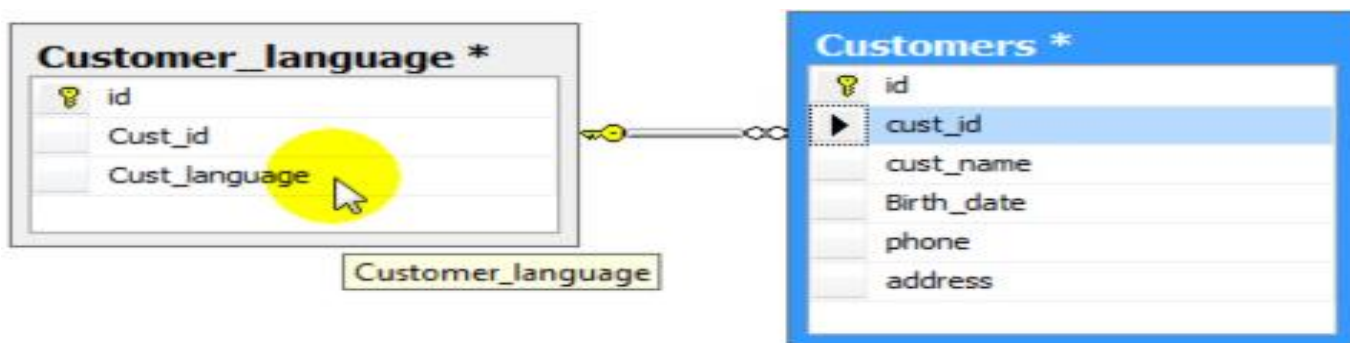 Customer_language *
id
Cust_id
Cust_language
Customer_language
Customers *
id
cust_id
cust_name
Birth_date
phone
address